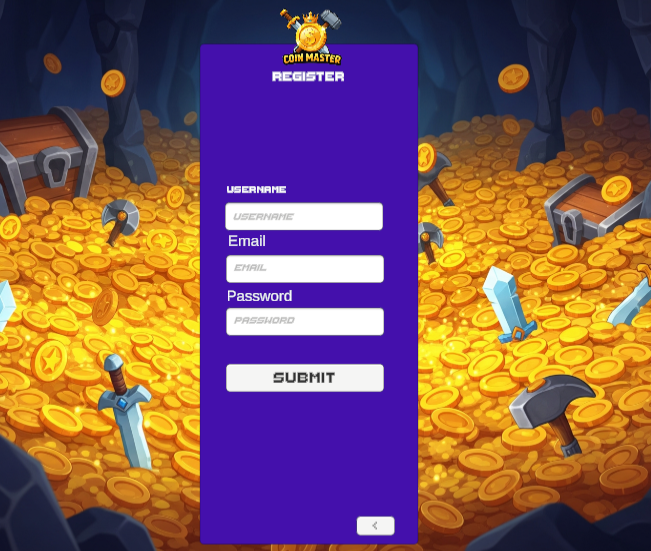 COIN MASTER
REGISTER
USERNAME
USERNAME
Email
EMAIL
Password
PASSWORD
SUBMIT
<